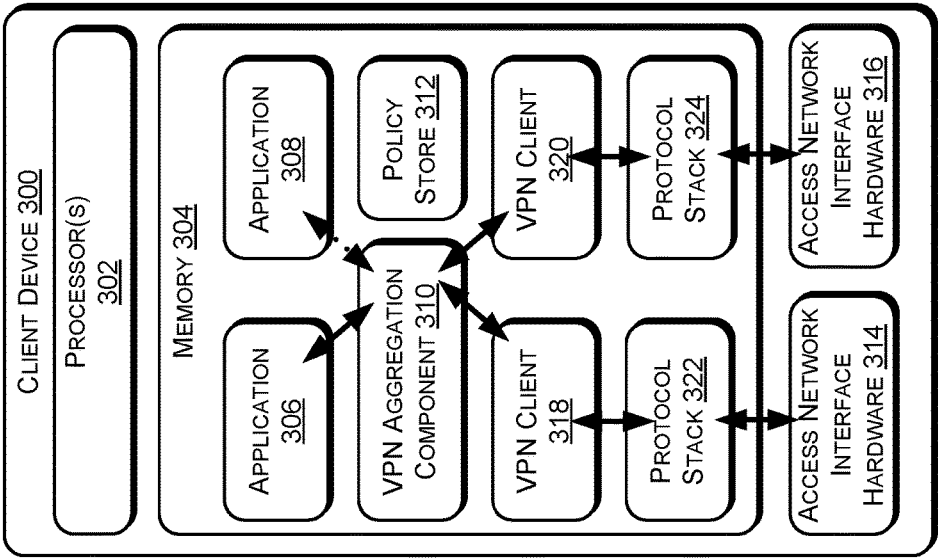 CLIENT DEVICE 300
PROCESSOR(S)
302
MEMORY 304
APPLICATION
306
APPLICATION
308
VPN AGGREGATION
COMPONENT 310
POLICY
STORE 312
VPN CLIENT
318
VPN CLIENT
320
PROTOCOL
STACK 322
PROTOCOL
STACK 324
ACCESS NETWORK
INTERFACE
HARDWARE 314
ACCESS NETWORK
INTERFACE
HARDWARE 316